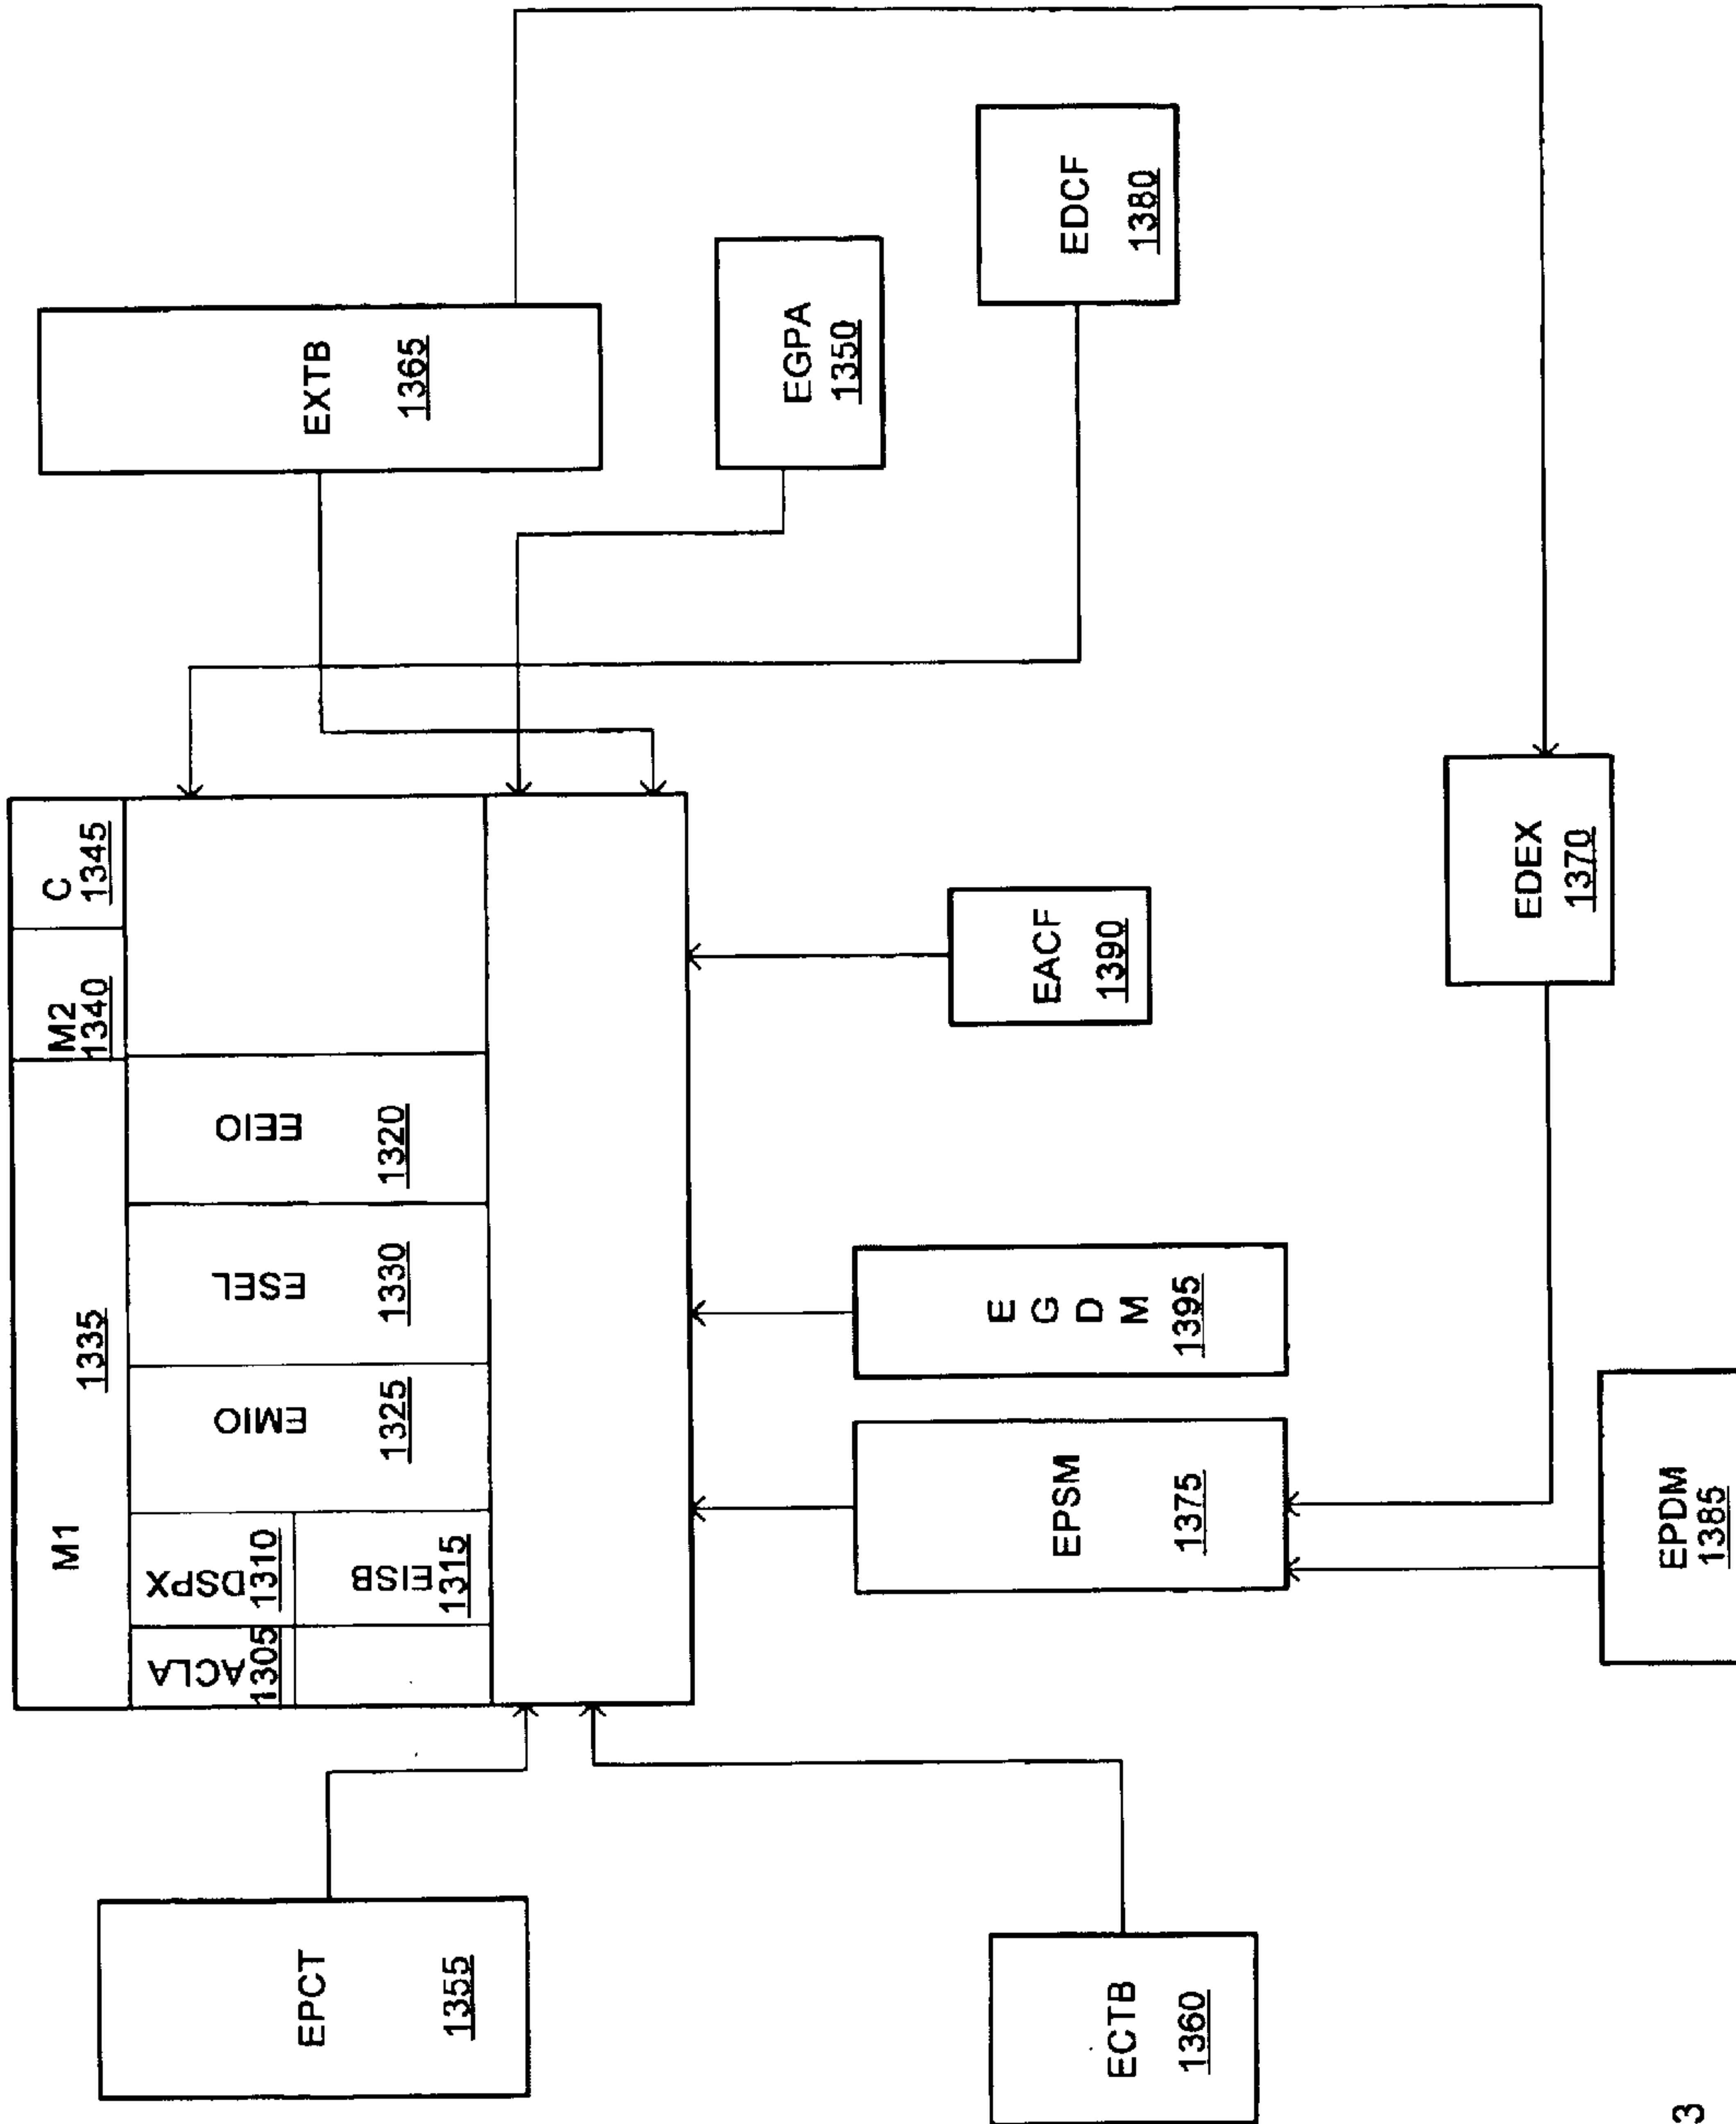 M1 1335
M2
1340
C
1345
ACLA
1305
DSPX
1310
EISB
1315
EMIO
1325
ESEL
1330
EEIO
1320
EPCT
1355
EXTB
1365
EGPA
1350
ECTB
1360
EPSM
1375
E
G
D
M
1395
EACF
1390
EDCF
1380
EDEX
1370
EPDM
1385
3